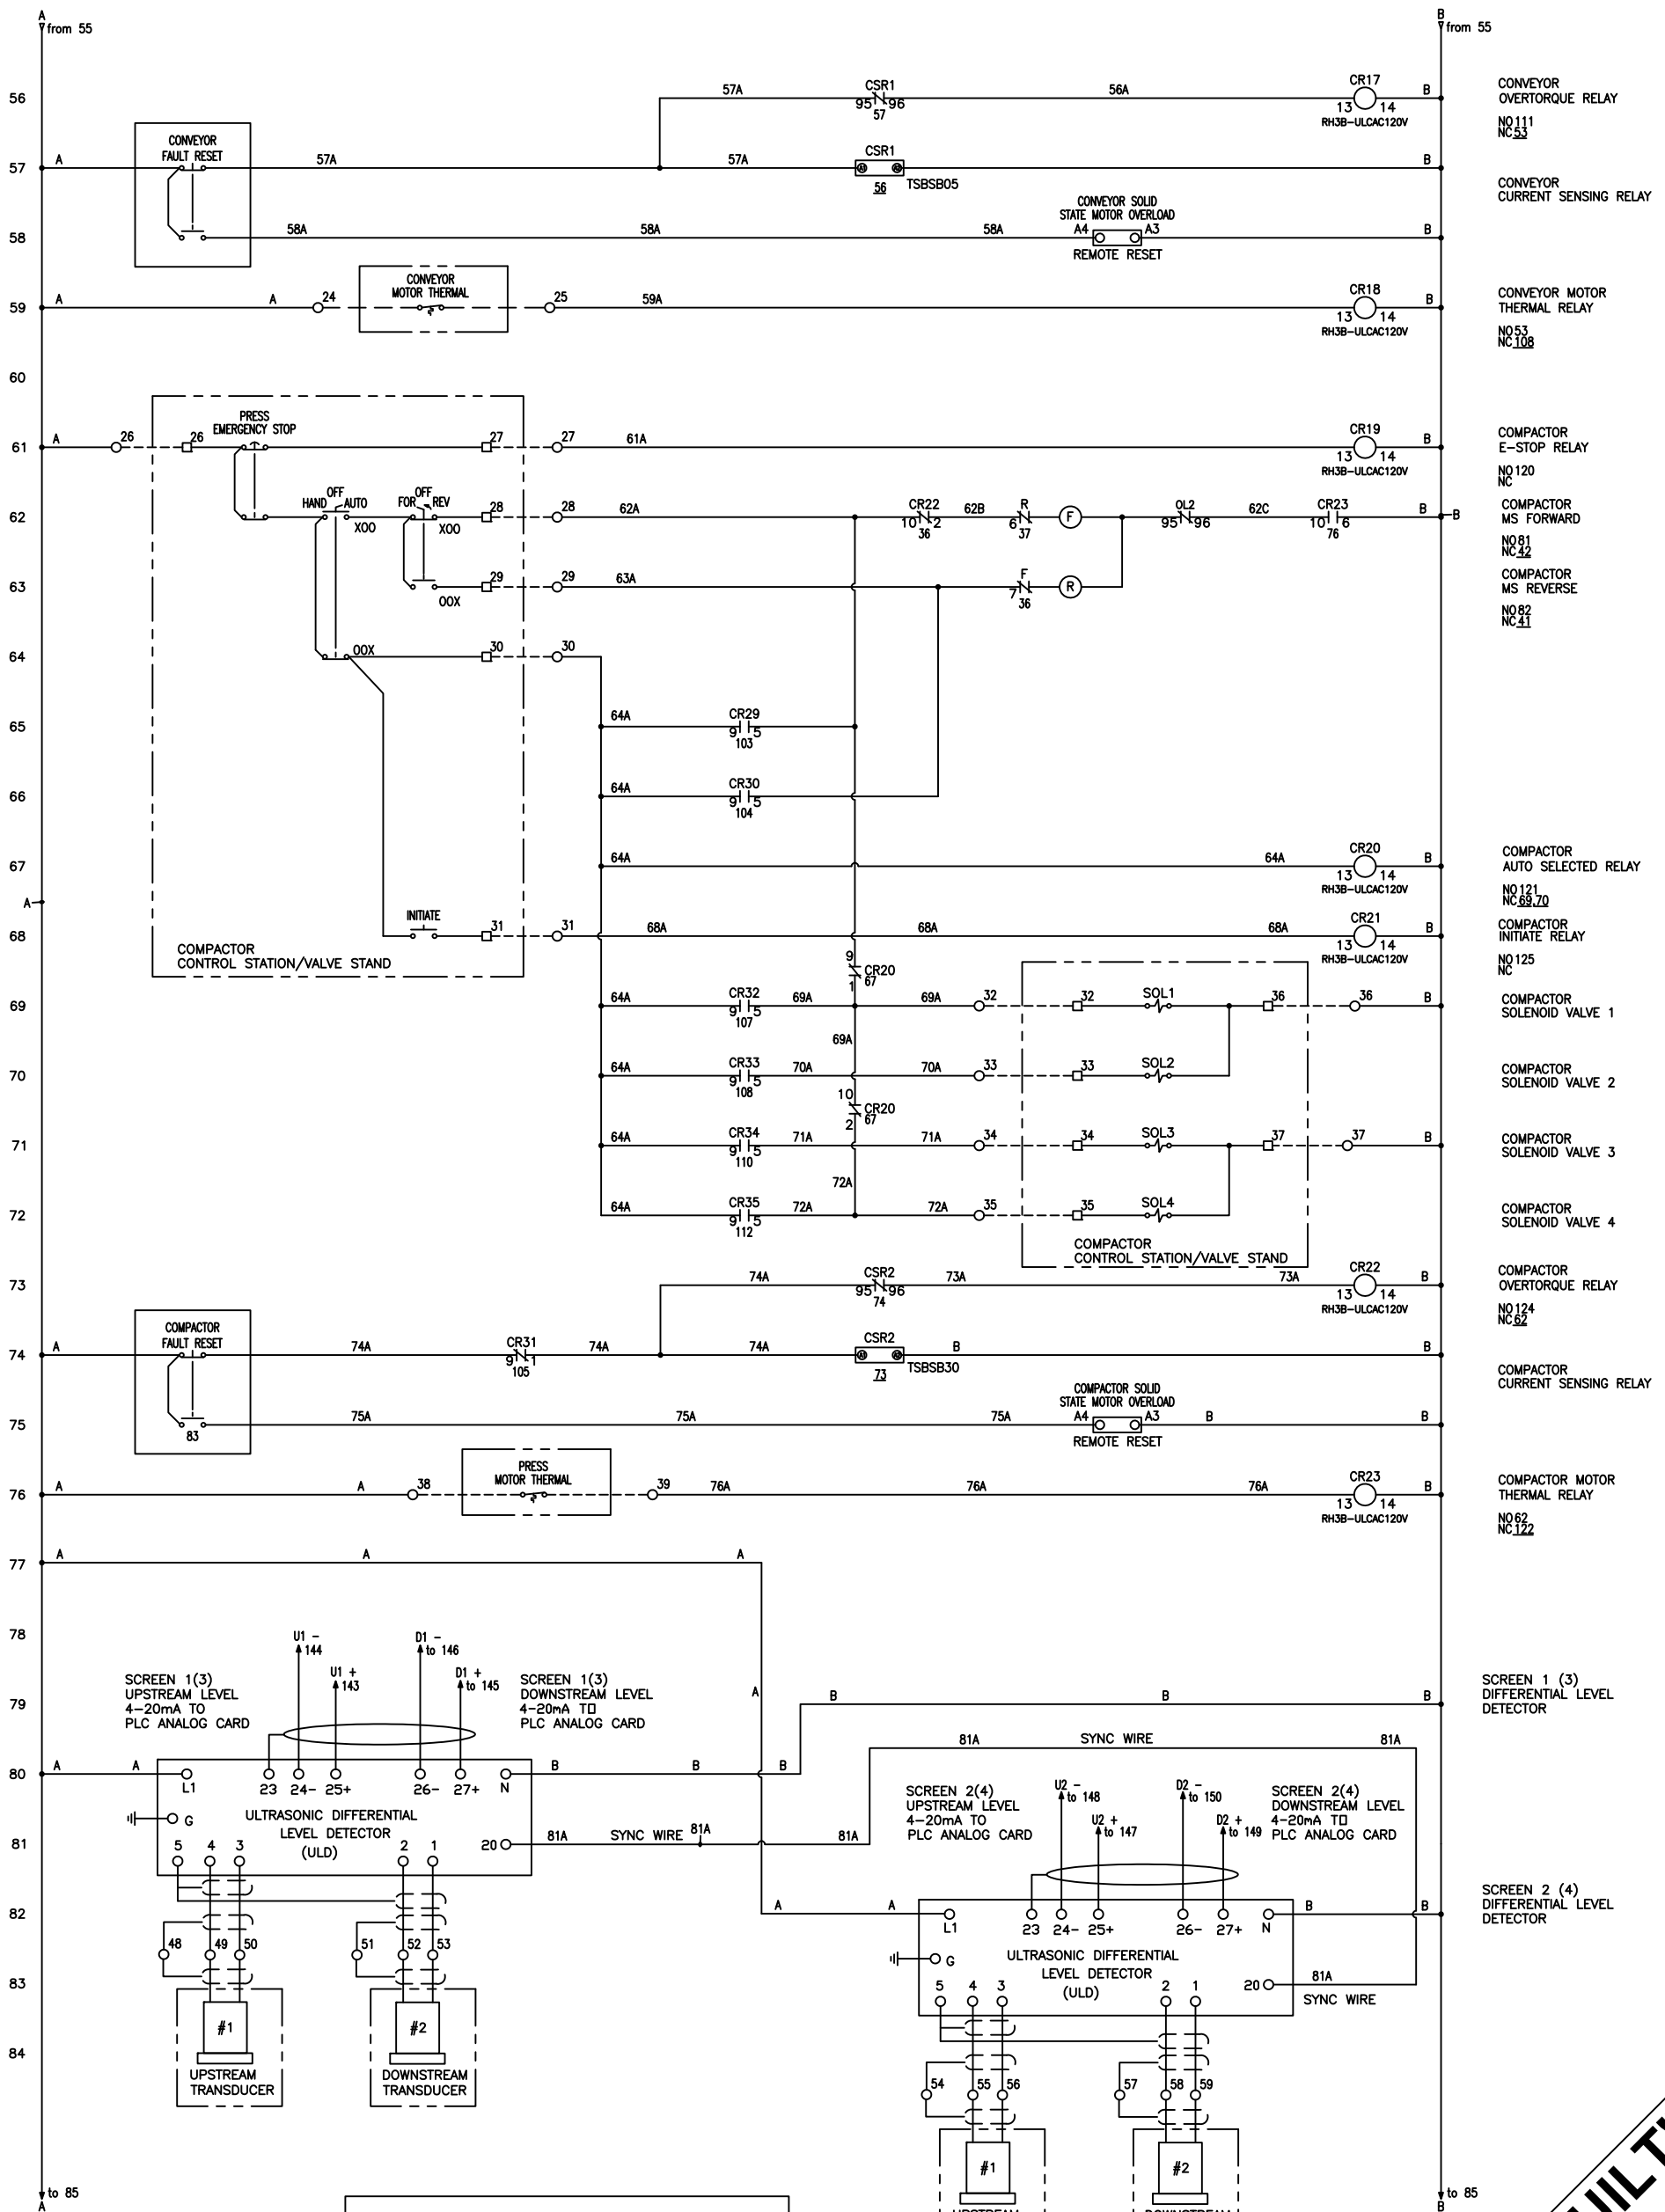 A
from 55
B
from 55
56
57A
CSR1
95 96
57
56A
CR17
13 14
RH3B-ULCAC120V
B
CONVEYOR
OVERTORQUE RELAY
NO 111
NC 53
57
A
CONVEYOR
FAULT RESET
57A
57A
CSR1
56
TSBSB05
B
CONVEYOR
CURRENT SENSING RELAY
58
58A
58A
58A
CONVEYOR SOLID
STATE MOTOR OVERLOAD
A4 A3
REMOTE RESET
B
59
A
A
24
CONVEYOR
MOTOR THERMAL
25
59A
CR18
13 14
RH3B-ULCAC120V
B
CONVEYOR MOTOR
THERMAL RELAY
NO 53
NC 108
60
61
A
26
26
PRESS
EMERGENCY STOP
27
27
61A
CR19
13 14
RH3B-ULCAC120V
B
COMPACTOR
E-STOP RELAY
NO 120
NC
62
OFF
HAND AUTO
XOO
OFF
FOR REV
XOO
28
28
62A
CR22
10 2
36
62B
R
6
37
F
OL2
95 96
62C
CR23
10 6
76
B
B
COMPACTOR
MS FORWARD
NO 81
NC 42
63
OOX
29
29
63A
F
7
36
R
COMPACTOR
MS REVERSE
NO 82
NC 41
64
OOX
30
30
65
64A
CR29
9 5
103
66
64A
CR30
9 5
104
67
64A
64A
CR20
13 14
RH3B-ULCAC120V
B
COMPACTOR
AUTO SELECTED RELAY
NO 121
NC 69,70
A
68
INITIATE
31
31
68A
68A
68A
CR21
13 14
RH3B-ULCAC120V
B
COMPACTOR
INITIATE RELAY
NO 125
NC
COMPACTOR
CONTROL STATION/VALVE STAND
9
CR20
67
1
69
64A
CR32
9 5
107
69A
69A
32
32
SOL1
36
36
B
COMPACTOR
SOLENOID VALVE 1
69A
70
64A
CR33
9 5
108
70A
70A
33
33
SOL2
COMPACTOR
SOLENOID VALVE 2
10
CR20
67
2
71
64A
CR34
9 5
110
71A
71A
34
34
SOL3
37
37
B
COMPACTOR
SOLENOID VALVE 3
72A
72
64A
CR35
9 5
112
72A
72A
35
35
SOL4
COMPACTOR
SOLENOID VALVE 4
COMPACTOR
CONTROL STATION/VALVE STAND
73
74A
CSR2
95 96
74
73A
73A
CR22
13 14
RH3B-ULCAC120V
B
COMPACTOR
OVERTORQUE RELAY
NO 124
NC 62
74
A
COMPACTOR
FAULT RESET
74A
CR31
9 1
105
74A
74A
CSR2
73
TSBSB30
B
B
COMPACTOR
CURRENT SENSING RELAY
75
83
75A
75A
75A
COMPACTOR SOLID
STATE MOTOR OVERLOAD
A4 A3
REMOTE RESET
B
B
76
A
A
38
PRESS
MOTOR THERMAL
39
76A
76A
76A
CR23
13 14
RH3B-ULCAC120V
B
COMPACTOR MOTOR
THERMAL RELAY
NO 62
NC 122
77
A
A
A
78
U1 -
144
U1 +
143
D1 -
to 146
D1 +
to 145
SCREEN 1(3)
UPSTREAM LEVEL
4-20mA TO
PLC ANALOG CARD
SCREEN 1(3)
DOWNSTREAM LEVEL
4-20mA TO
PLC ANALOG CARD
79
A
B
B
B
SCREEN 1 (3)
DIFFERENTIAL LEVEL
DETECTOR
81A
SYNC WIRE
81A
80
A
A
L1
23 24- 25+ 26- 27+ N
B
B
B
G
ULTRASONIC DIFFERENTIAL
LEVEL DETECTOR
(ULD)
SCREEN 2(4)
UPSTREAM LEVEL
4-20mA TO
PLC ANALOG CARD
U2 -
to 148
U2 +
to 147
D2 -
to 150
D2 +
to 149
SCREEN 2(4)
DOWNSTREAM LEVEL
4-20mA TO
PLC ANALOG CARD
81
5 4 3 2 1
20
81A
SYNC WIRE
81A
81A
82
A
A
L1
23 24- 25+ 26- 27+ N
B
B
SCREEN 2 (4)
DIFFERENTIAL LEVEL
DETECTOR
48 49 50
51 52 53
G
ULTRASONIC DIFFERENTIAL
LEVEL DETECTOR
(ULD)
83
5 4 3 2 1
20
81A
SYNC WIRE
#1
#2
84
UPSTREAM
TRANSDUCER
DOWNSTREAM
TRANSDUCER
54 55 56
57 58 59
#1
#2
to 85
A
to 85
B